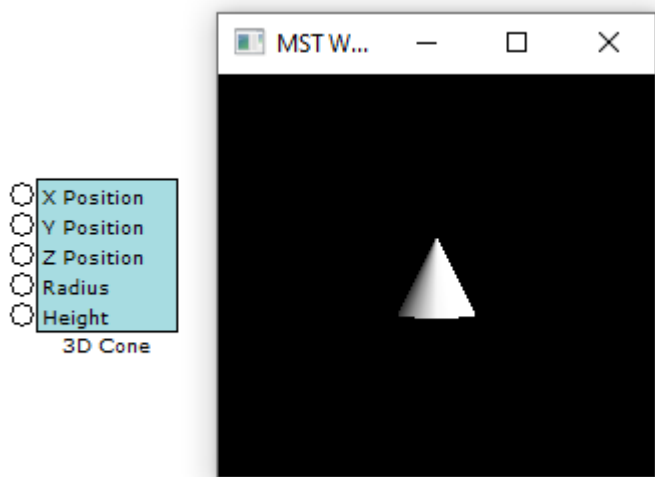 MST W...
X Position
Y Position
Z Position
Radius
Height
3D Cone